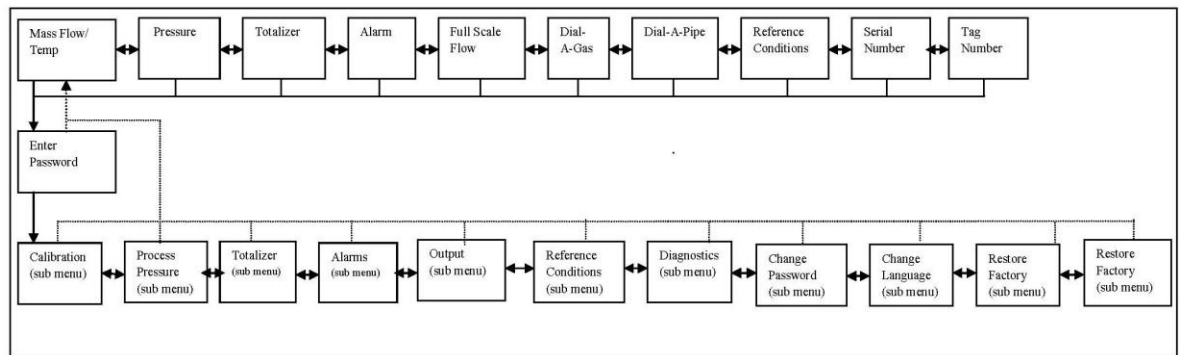 Mass Flow/
Temp
Pressure
Totalizer
Alarm
Full Scale
Flow
Dial-
A-Gas
Dial-A-Pipe
Reference
Conditions
Serial
Number
Tag
Number
Enter
Password
Calibration
(sub menu)
Process
Pressure
(sub menu)
Totalizer
(sub menu)
Alarms
(sub menu)
Output
(sub menu)
Reference
Conditions
(sub menu)
Diagnostics
(sub menu)
Change
Password
(sub menu)
Change
Language
(sub menu)
Restore
Factory
(sub menu)
Restore
Factory
(sub menu)